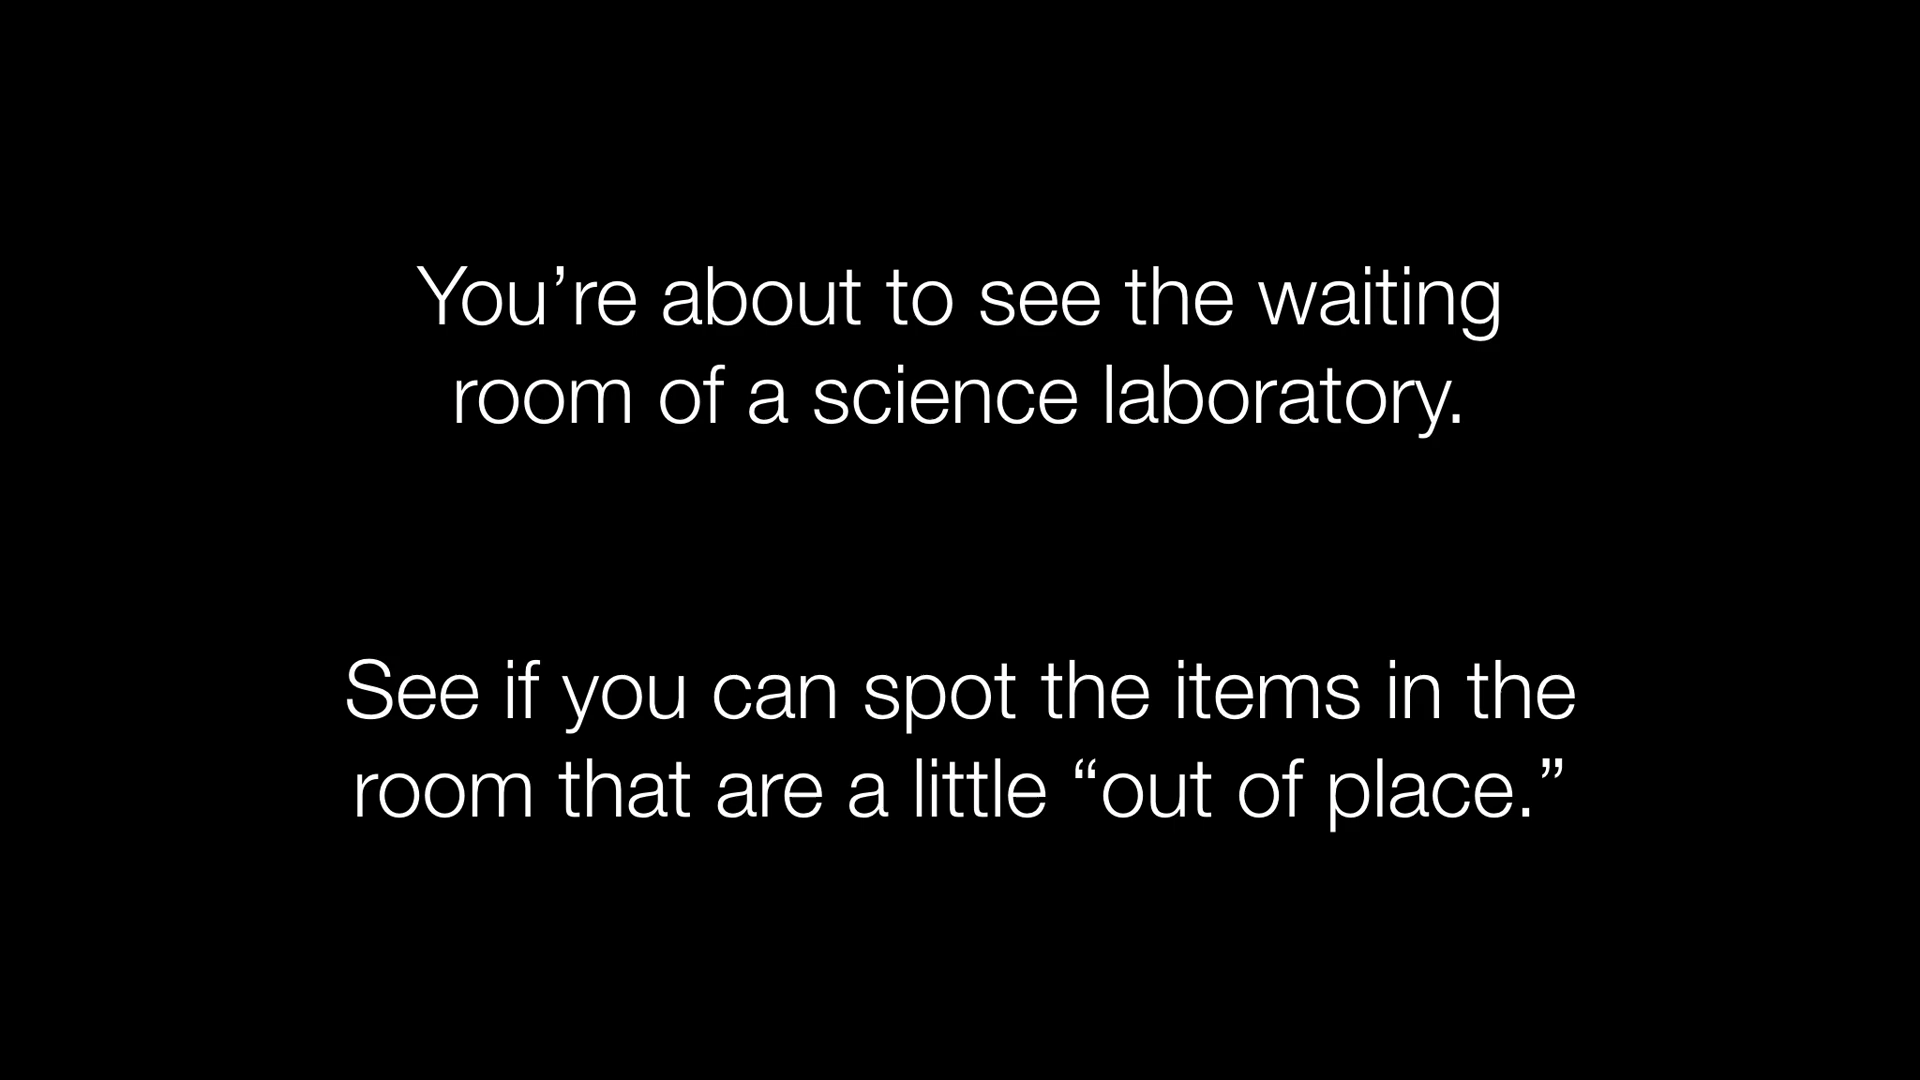 You’re about to see the waiting
room of a science laboratory.
See if you can spot the items in the
room that are a little “out of place.”